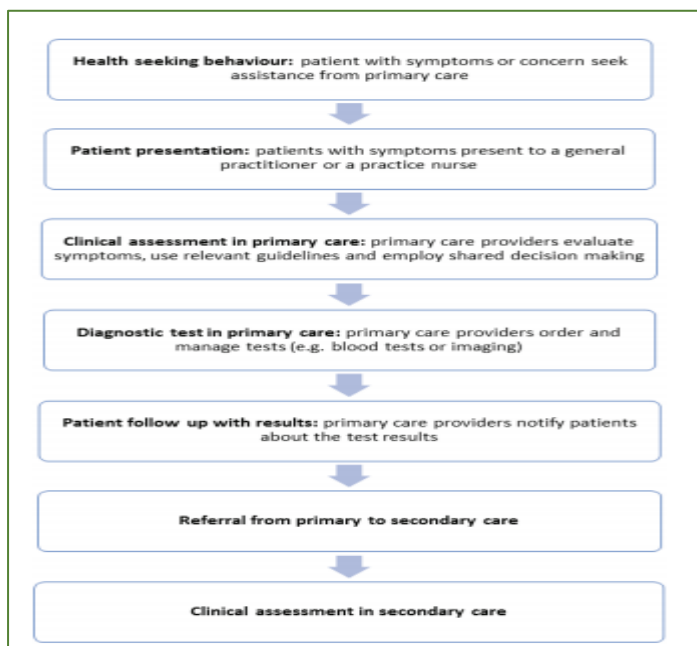 Health seeking behaviour: patient with symptoms or concern seek
assistance from primary care
Patient presentation: patients with symptoms present to a general
practitioner or a practice nurse
Clinical assessment in primary care: primary care providers evaluate
symptoms, use relevant guidelines and employ shared decision making
Diagnostic test in primary care: primary care providers order and
manage tests (e.g. blood tests or imaging)
Patient follow up with results: primary care providers notify patients
about the test results
Referral from primary to secondary care
Clinical assessment in secondary care